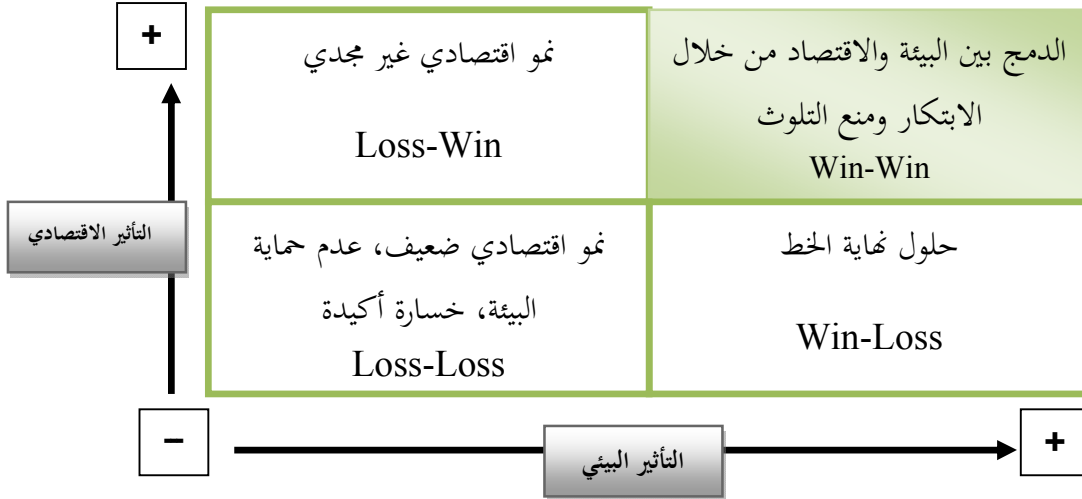 +
الدمج بين البيئة والاقتصاد من خلال
الابتكار ومنع التلوث
Win-Win
نمو اقتصادي غير مجدي
Loss-Win
التأثير الاقتصادي
حلول نهاية الخط
Win-Loss
نمو اقتصادي ضعيف، عدم حماية
البيئة، خسارة أكيدة
Loss-Loss
−
التأثير البيئي
+